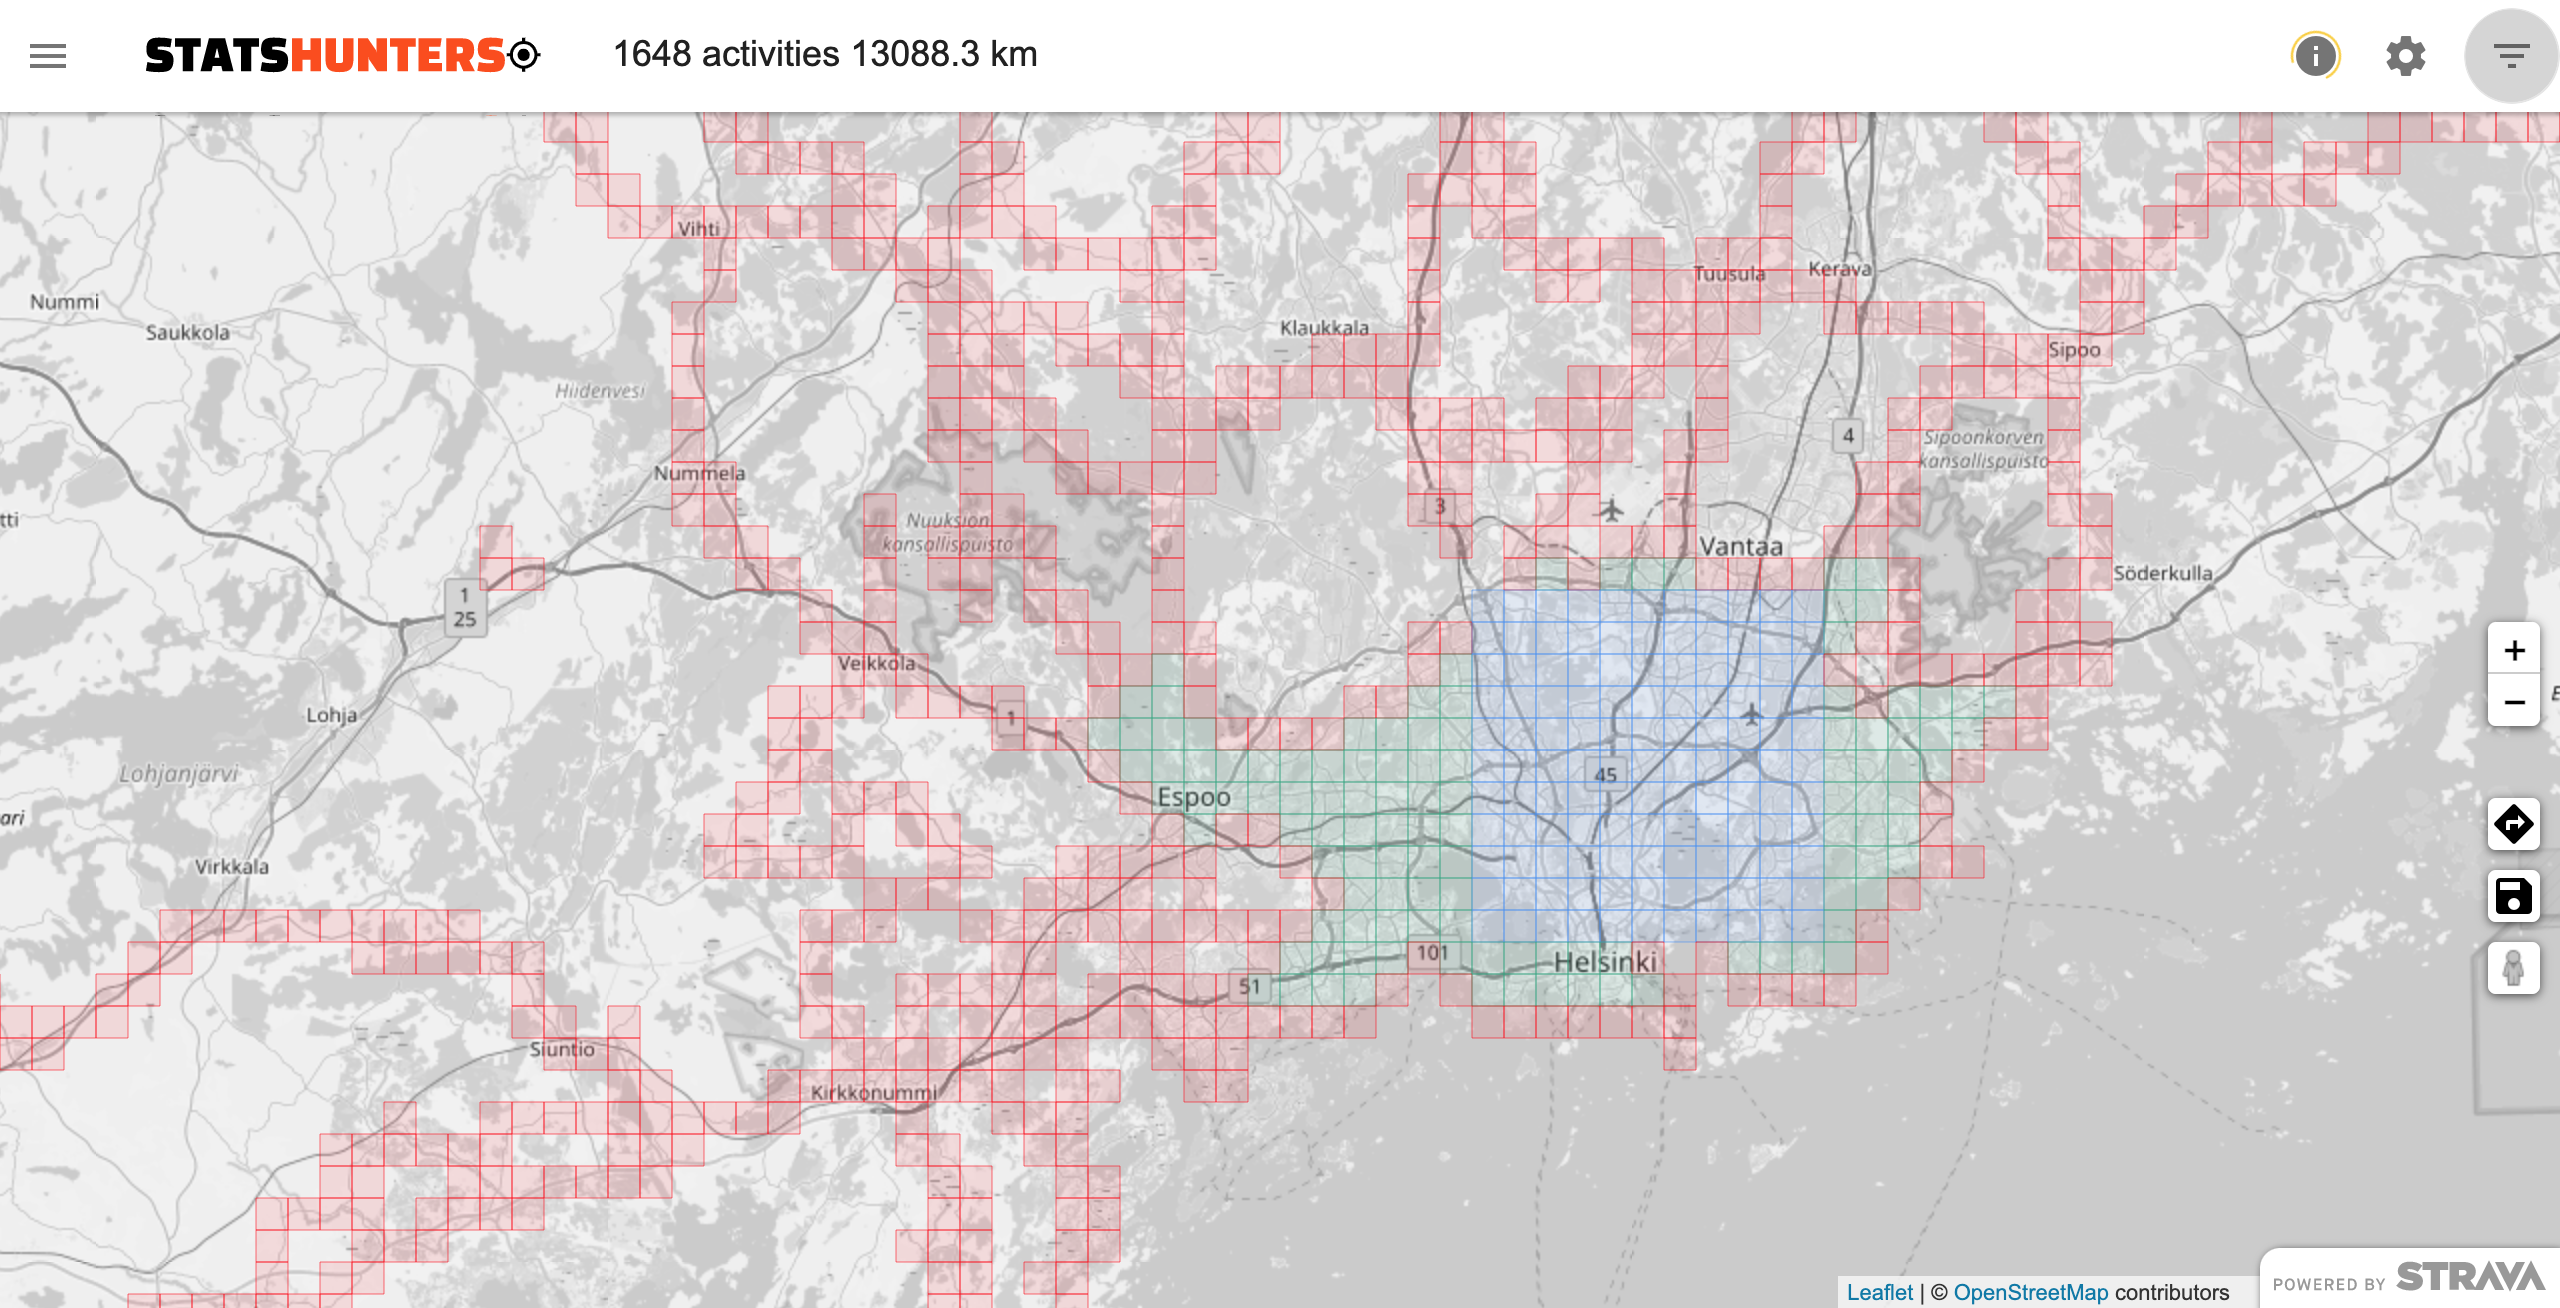 STATSHUNTERS
1648 activities 13088.3 km
i
Vihti
Nummi
Saukkola
Tuusula
Kerava
Klaukkala
Sipoo
Hiidenvesi
4
Sipoonkorven
kansallispuisto
Nummela
3
tti
Nuuksion
kansallispuisto
Vantaa
Söderkulla
1
25
Veikkola
+
−
E
Lohja
1
Lohjanjärvi
45
Espoo
ari
Virkkala
101
Helsinki
51
Siuntio
Kirkkonummi
Leaflet | © OpenStreetMap contributors
POWERED BY STRAVA